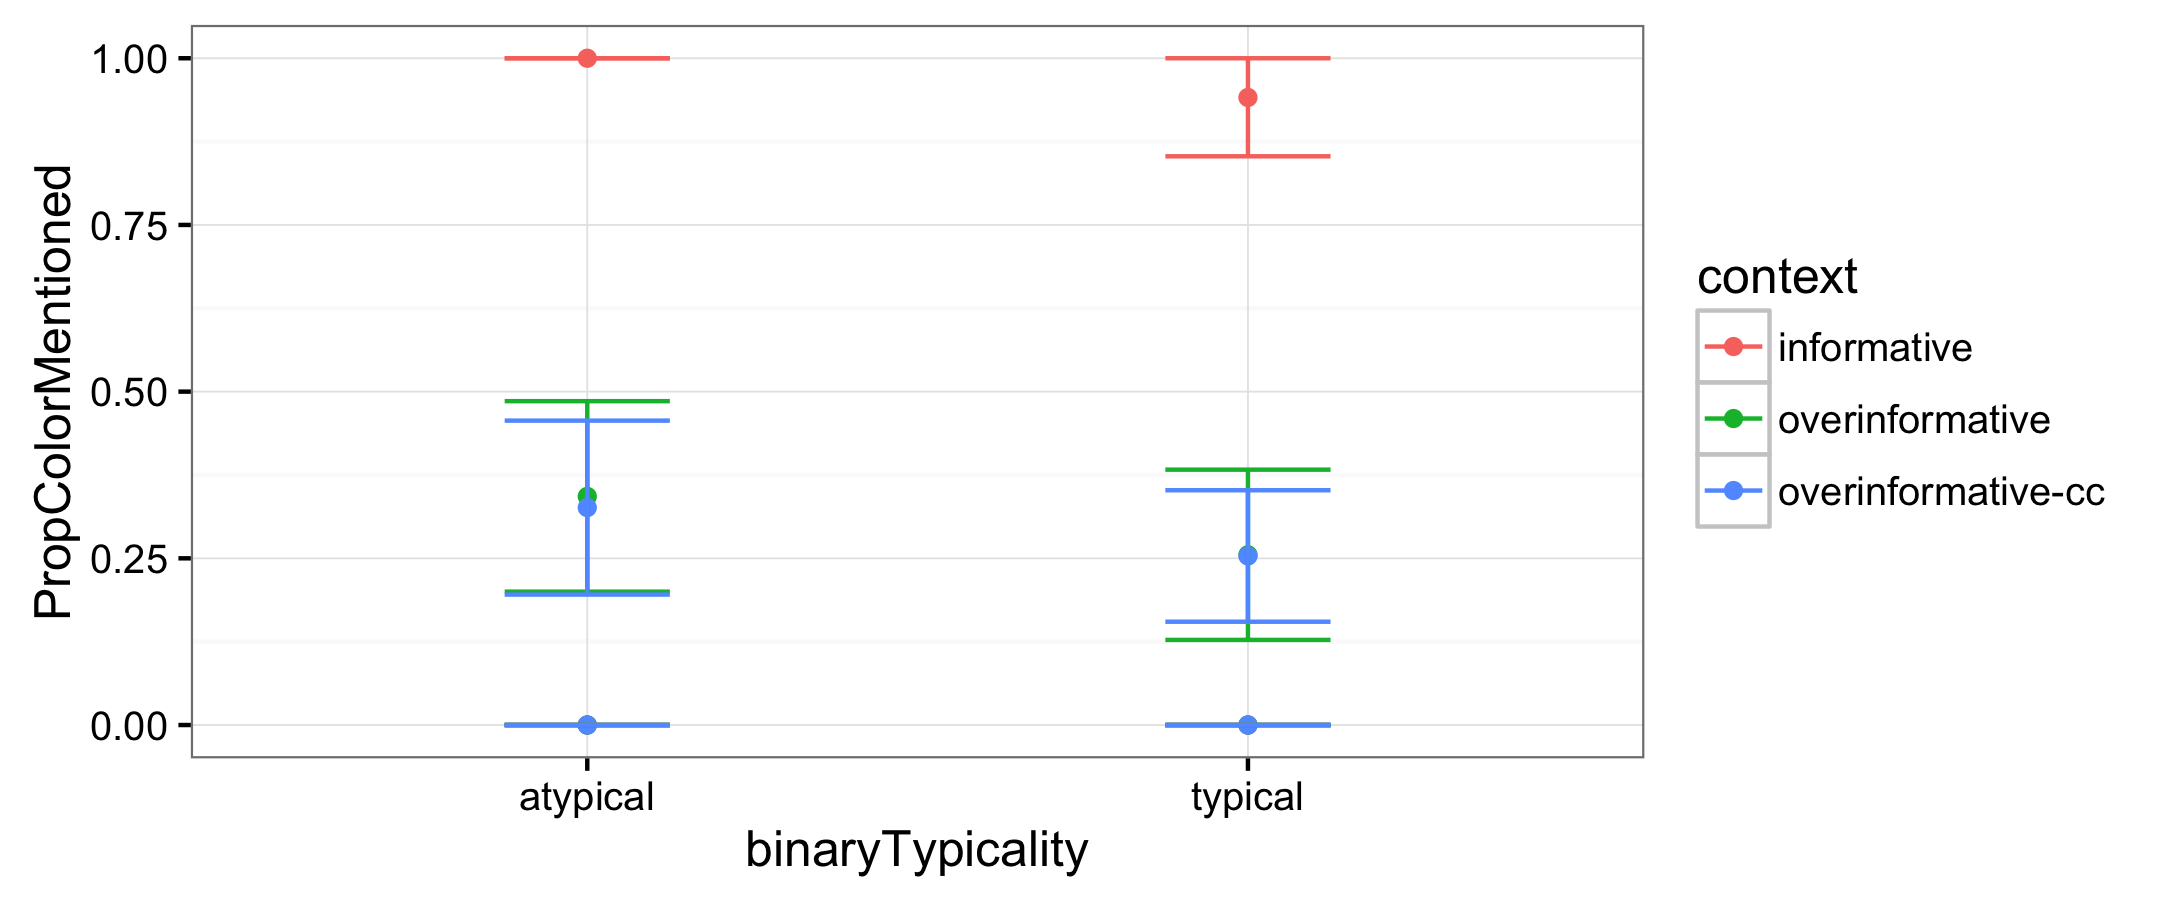 PropColorMentioned
1.00
0.75
0.50
0.25
0.00
atypical
typical
binaryTypicality
context
informative
overinformative
overinformative-cc